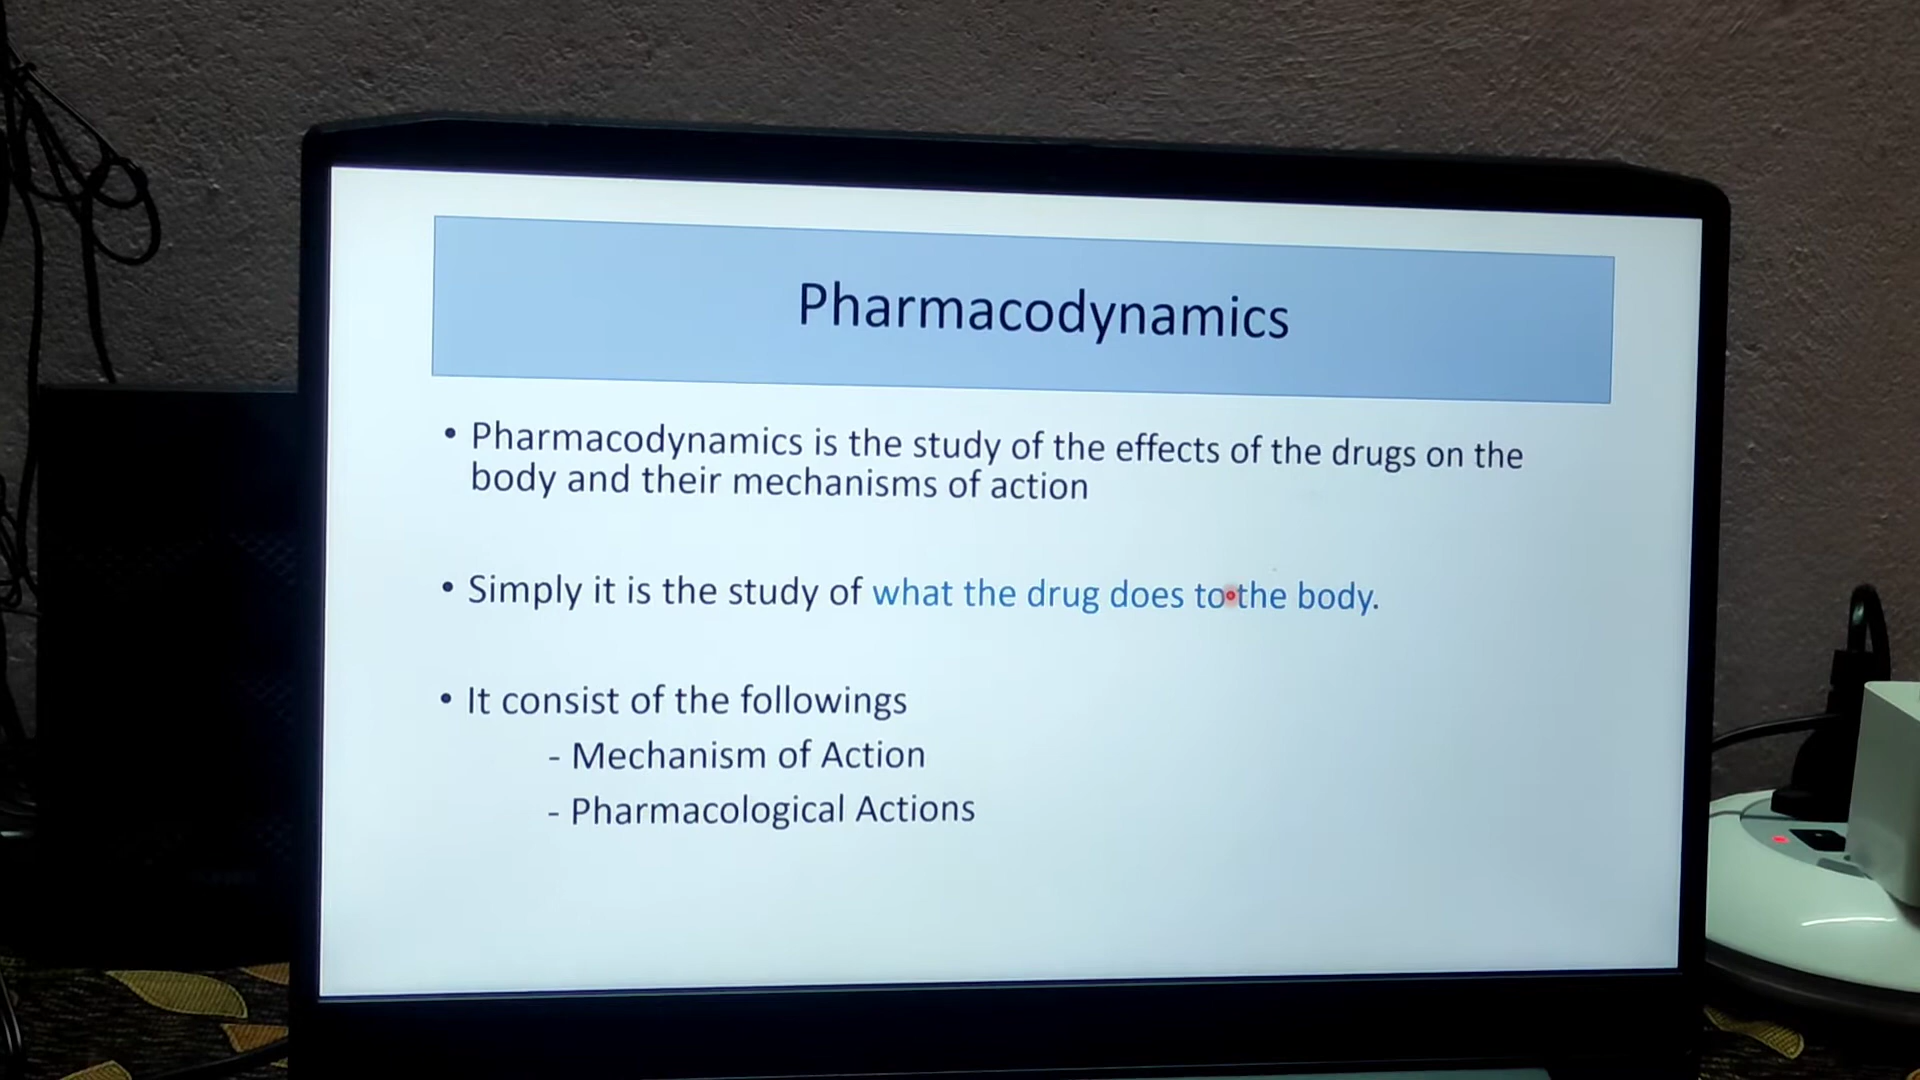 Pharmacodynamics
• Pharmacodynamics is the study of the effects of the drugs on the
body and their mechanisms of action
• Simply it is the study of what the drug does to the body.
• It consist of the followings
- Mechanism of Action
- Pharmacological Actions